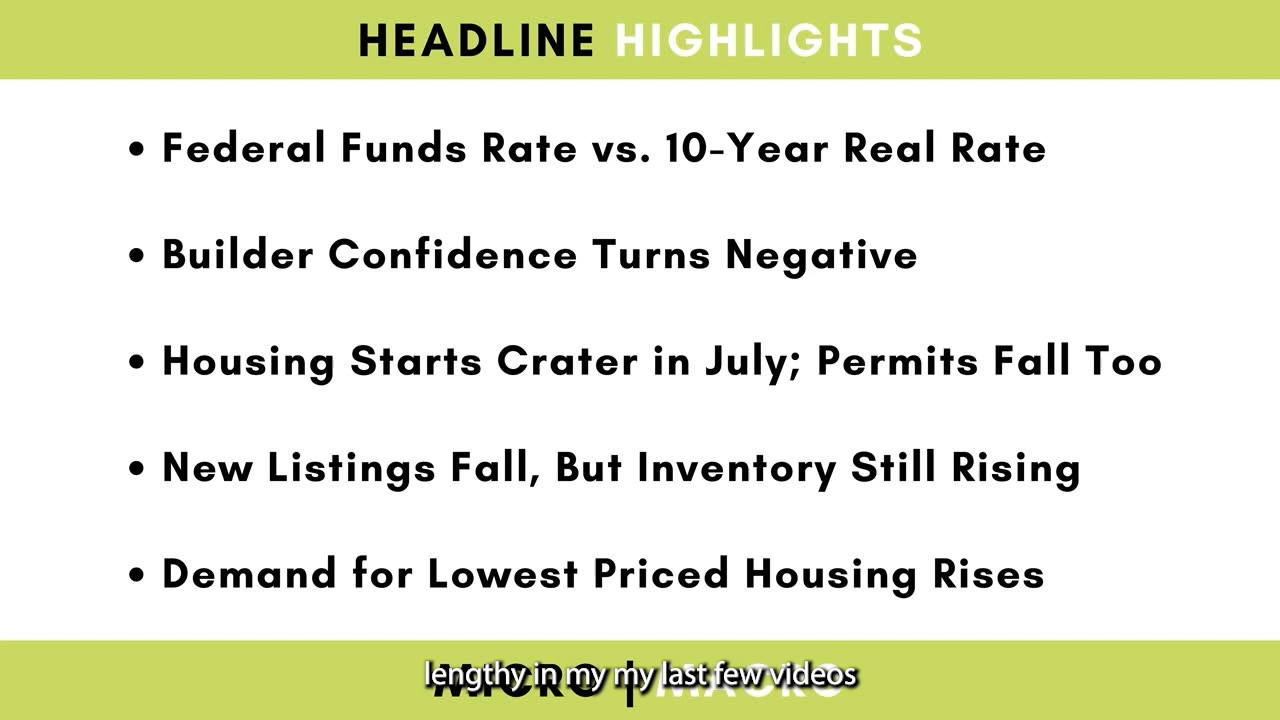 HEADLINE HIGHLIGHTS
• Federal Funds Rate vs. 10-Year Real Rate
• Builder Confidence Turns Negative
• Housing Starts Crater in July; Permits Fall Too
• New Listings Fall, But Inventory Still Rising
• Demand for Lowest Priced Housing Rises
MICRO | MACRO
lengthy in my my last few videos